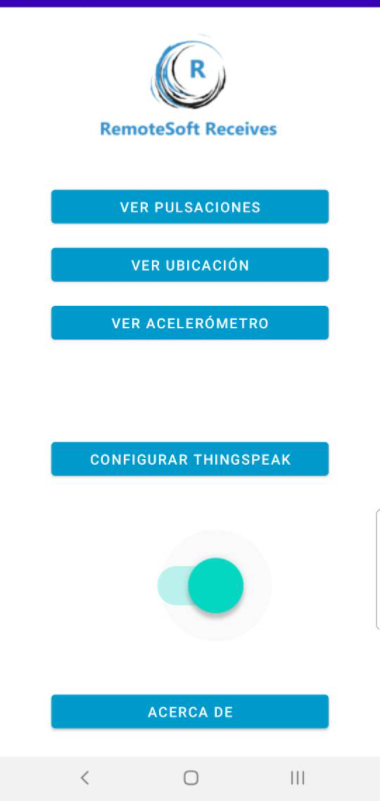 R
RemoteSoft Receives
VER PULSACIONES
VER UBICACIÓN
VER ACELERÓMETRO
CONFIGURAR THINGSPEAK
ACERCA DE